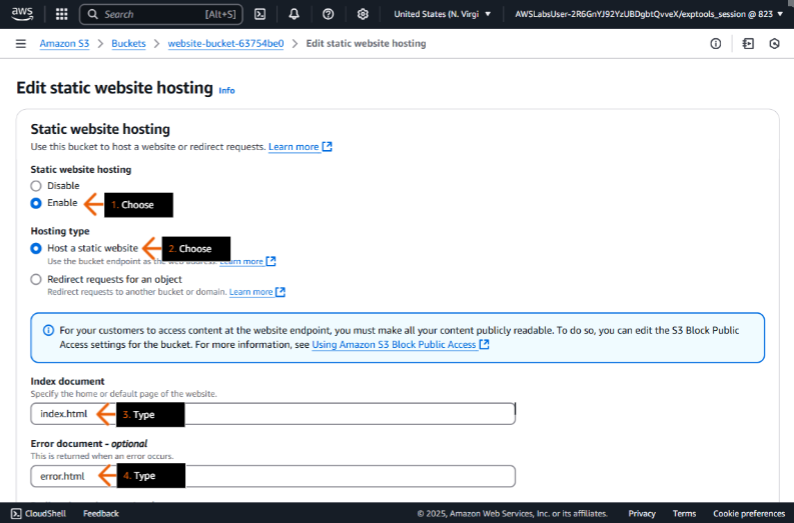 aws
Search [Alt+S]
United States (N. Virgi
AWSLabsUser-2R6GnYJ92YzUBDgbtQvveX/exptools_session @ 823
Amazon S3 > Buckets > website-bucket-63754be0 > Edit static website hosting
Edit static website hosting Info
Static website hosting
Use this bucket to host a website or redirect requests. Learn more
Static website hosting
Disable
Enable 1. Choose
Hosting type
Host a static website 2. Choose
Use the bucket endpoint as the web address. Learn more
Redirect requests for an object
Redirect requests to another bucket or domain. Learn more
For your customers to access content at the website endpoint, you must make all your content publicly readable. To do so, you can edit the S3 Block Public
Access settings for the bucket. For more information, see Using Amazon S3 Block Public Access
Index document
Specify the home or default page of the website.
index.html 3. Type
Error document - optional
This is returned when an error occurs.
error.html 4. Type
CloudShell Feedback © 2025, Amazon Web Services, Inc. or its affiliates. Privacy Terms Cookie preferences